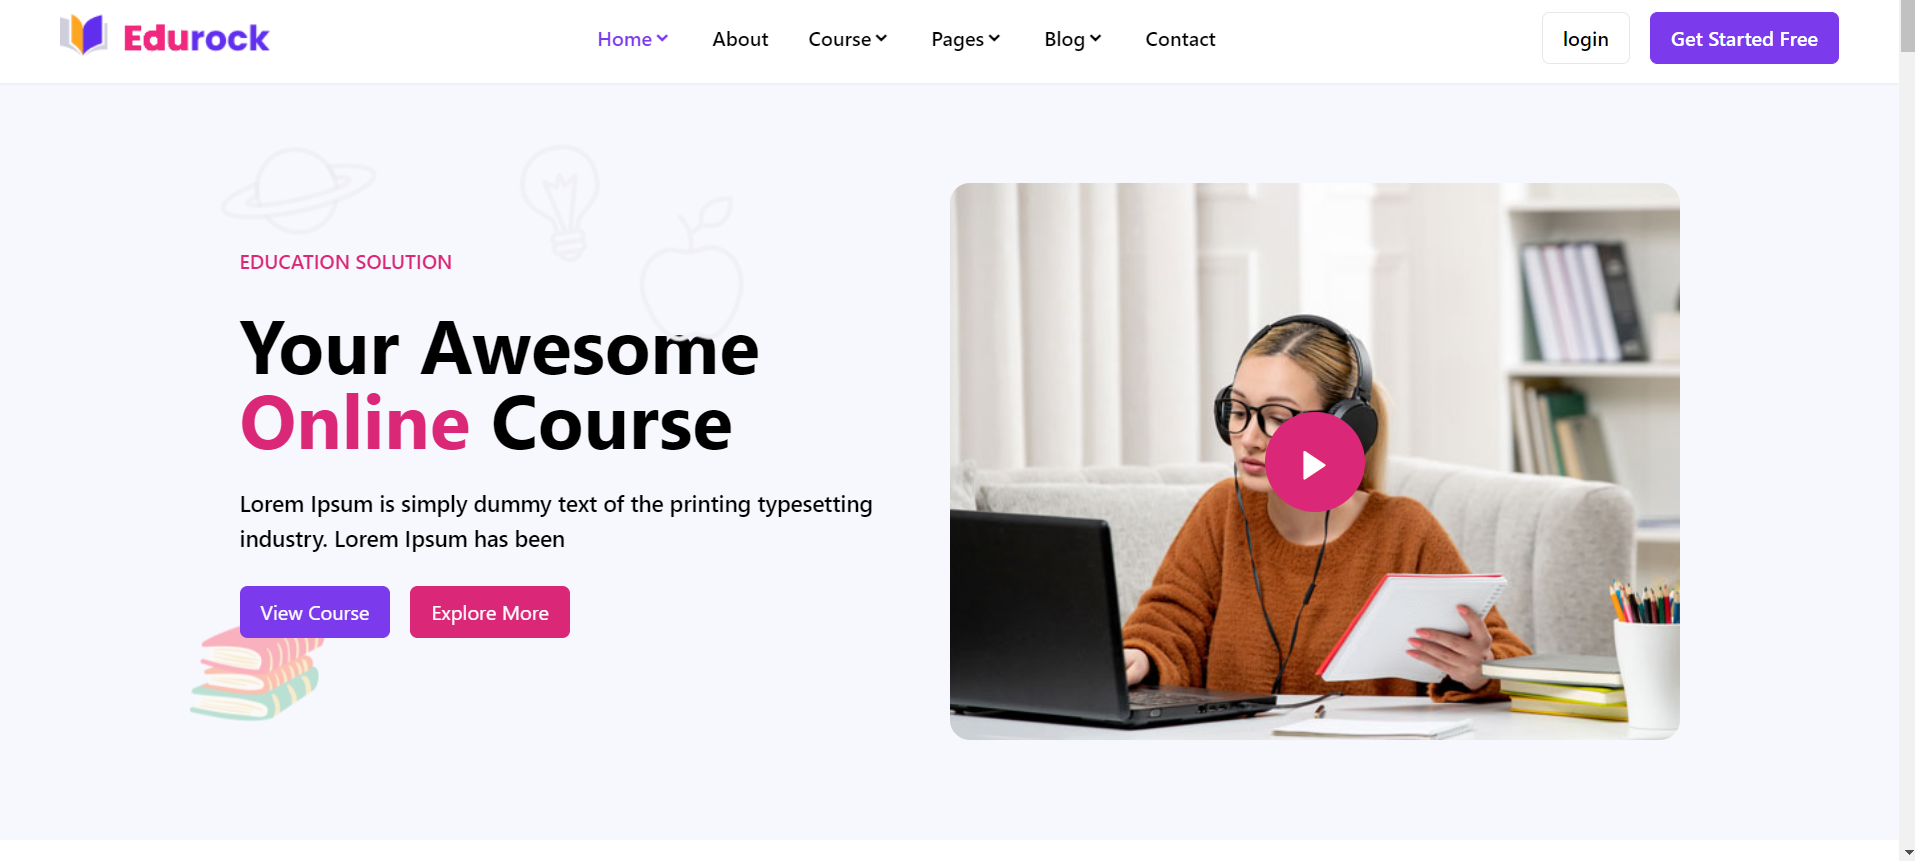 Edurock
Home About Course Pages Blog Contact
login Get Started Free
EDUCATION SOLUTION
Your Awesome
Online Course
Lorem Ipsum is simply dummy text of the printing typesetting
industry. Lorem Ipsum has been
View Course Explore More